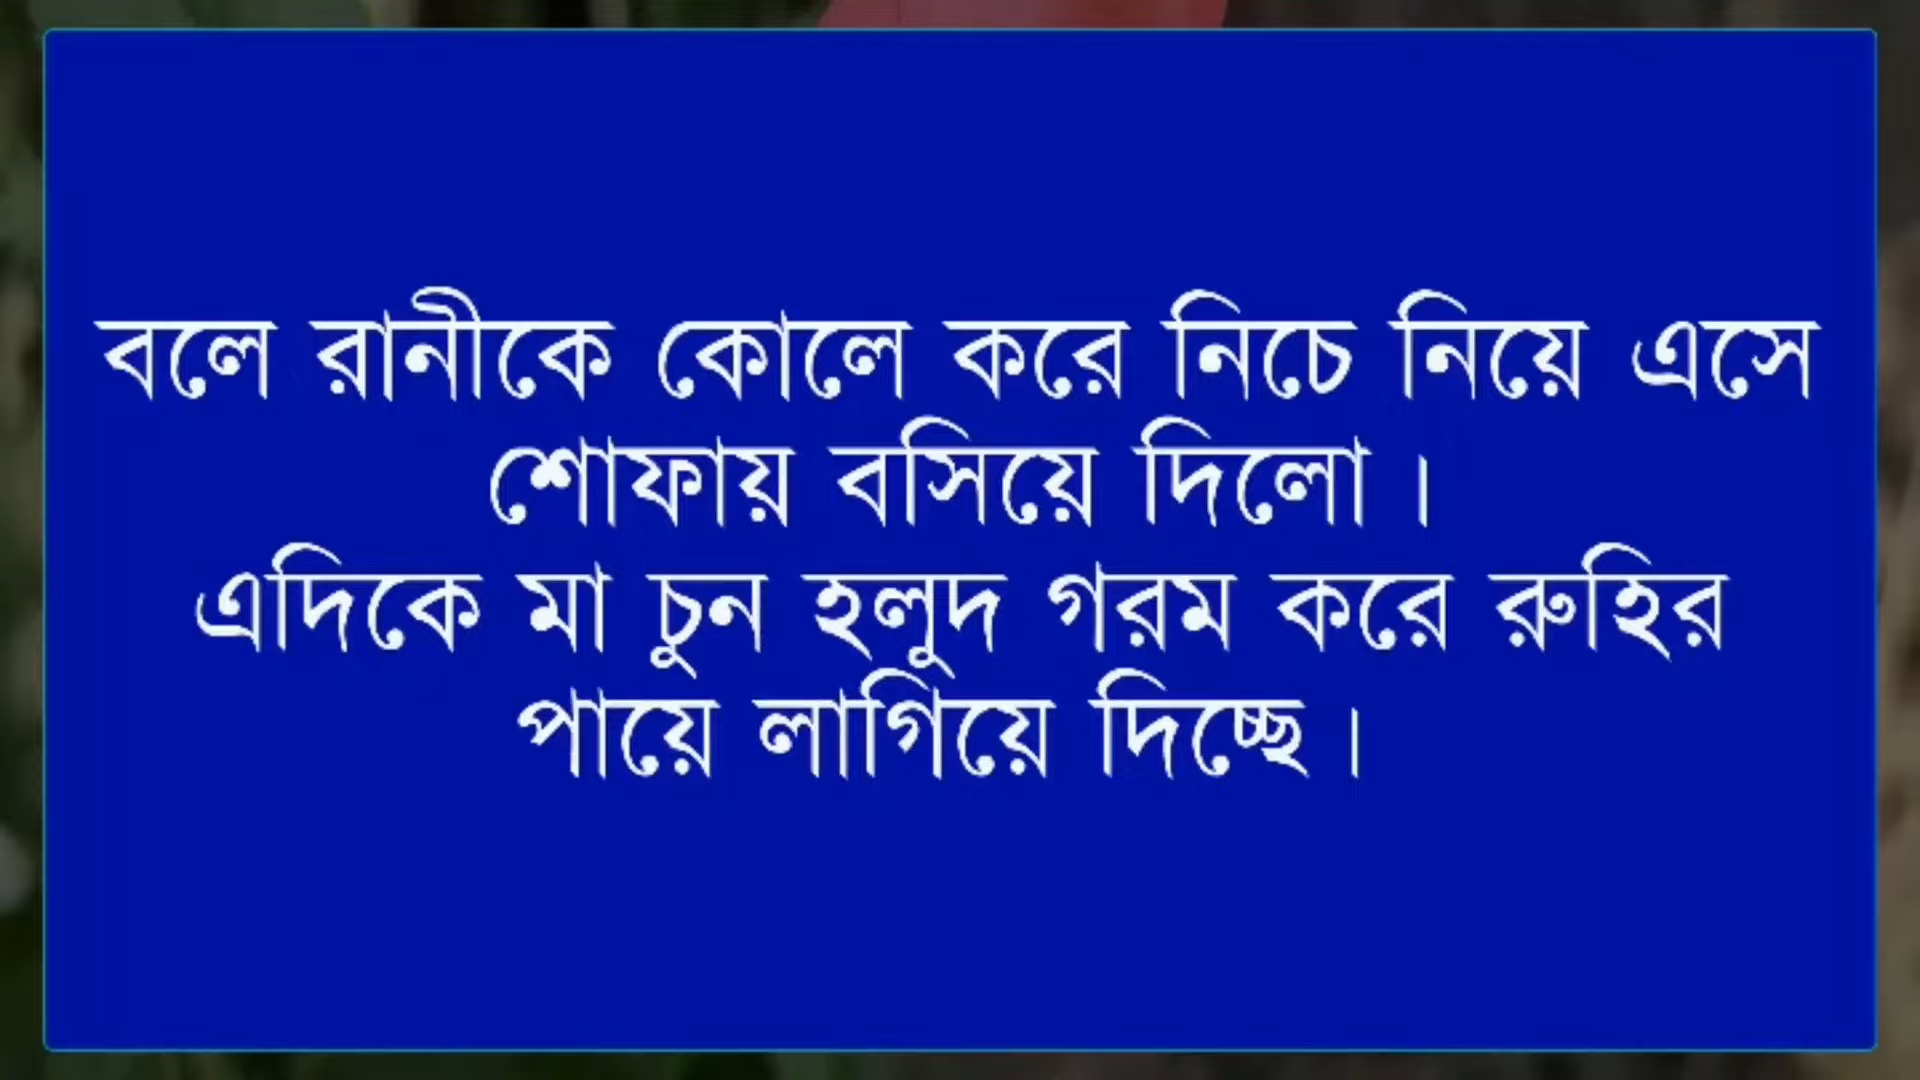 বলে রানীকে কোলে করে নিচে নিয়ে এসে
শোফায় বসিয়ে দিলো।
এদিকে মা চুন হলুদ গরম করে রুহির
পায়ে লাগিয়ে দিচ্ছে।